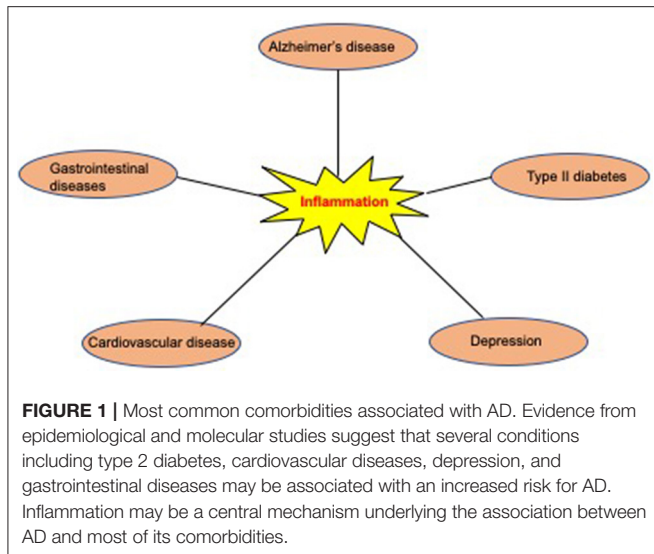 Alzheimer's disease
Gastrointestinal
diseases
Type II diabetes
Inflammation
Cardiovascular disease
Depression
FIGURE 1 | Most common comorbidities associated with AD. Evidence from
epidemiological and molecular studies suggest that several conditions
including type 2 diabetes, cardiovascular diseases, depression, and
gastrointestinal diseases may be associated with an increased risk for AD.
Inflammation may be a central mechanism underlying the association between
AD and most of its comorbidities.